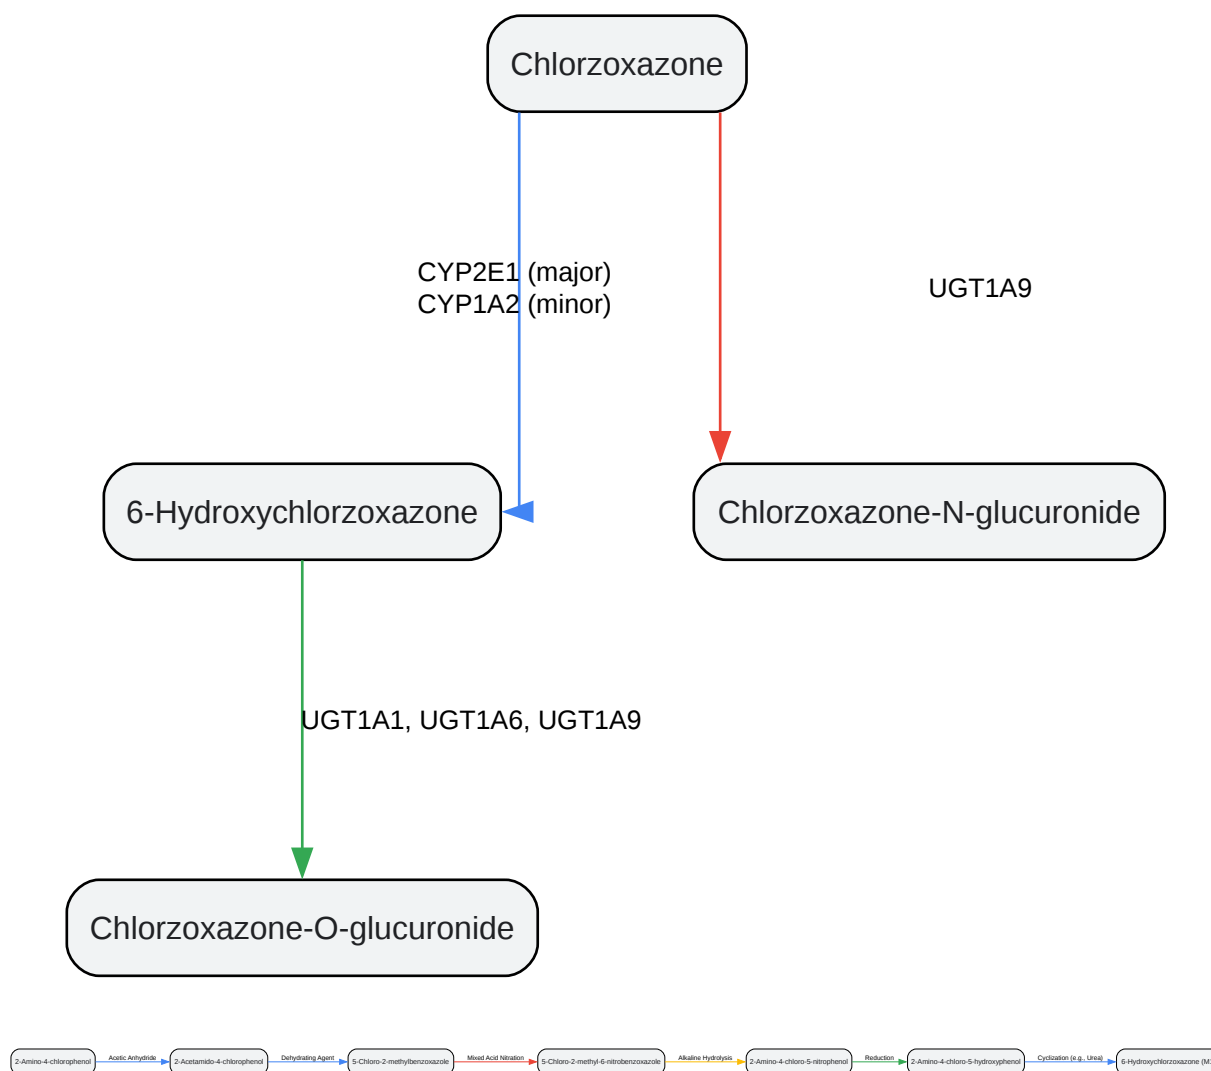 Chlorzoxazone
CYP2E1 (major)
CYP1A2 (minor)
UGT1A9
6-Hydroxychlorzoxazone
Chlorzoxazone-N-glucuronide
UGT1A1, UGT1A6, UGT1A9
Chlorzoxazone-O-glucuronide
2-Amino-4-chlorophenol
Acetic Anhydride
2-Acetamido-4-chlorophenol
Dehydrating Agent
5-Chloro-2-methylbenzoxazole
Mixed Acid Nitration
5-Chloro-2-methyl-6-nitrobenzoxazole
Alkaline Hydrolysis
2-Amino-4-chloro-5-nitrophenol
Reduction
2-Amino-4-chloro-5-hydroxyphenol
Cyclization (e.g., Urea)
6-Hydroxychlorzoxazone